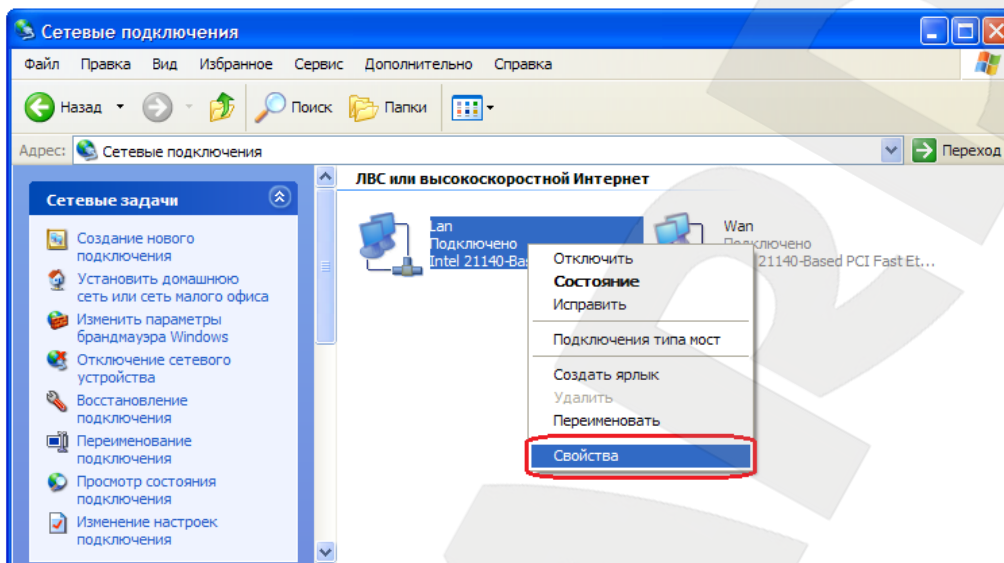 Сетевые подключения
Файл Правка Вид Избранное Сервис Дополнительно Справка
Назад Поиск Папки
Адрес: Сетевые подключения Переход
Сетевые задачи
Создание нового
подключения
Установить домашнюю
сеть или сеть малого офиса
Изменить параметры
брандмауэра Windows
Отключение сетевого
устройства
Восстановление
подключения
Переименование
подключения
Просмотр состояния
подключения
Изменение настроек
подключения
ЛВС или высокоскоростной Интернет
Lan
Подключено
Intel 21140-Bas
Wan
Подключено
21140-Based PCI Fast Et...
Отключить
Состояние
Исправить
Подключения типа мост
Создать ярлык
Удалить
Переименовать
Свойства